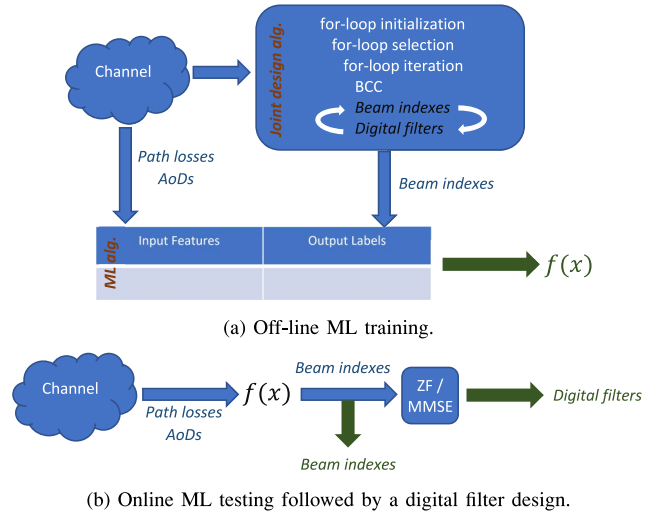 Channel
Joint design alg.
for-loop initialization
for-loop selection
for-loop iteration
BCC
Beam indexes
Digital filters
Path losses
AoDs
Beam indexes
ML alg.
Input Features
Output Labels
f(x)
(a) Off-line ML training.
Channel
Path losses
AoDs
f(x)
Beam indexes
Beam indexes
ZF /
MMSE
Digital filters
(b) Online ML testing followed by a digital filter design.